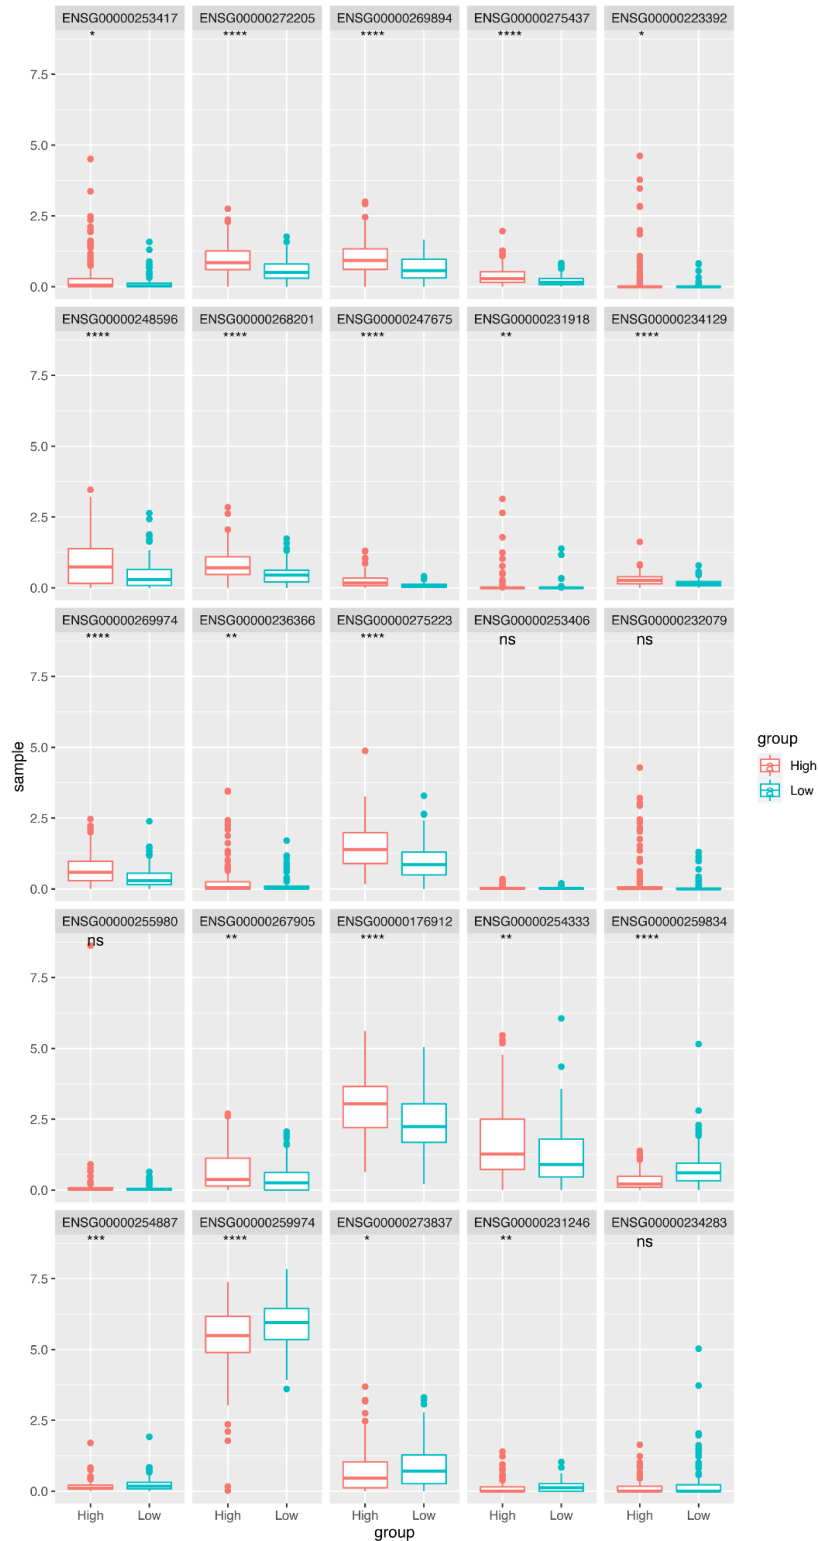 ENSG00000253417 ENSG00000272205 ENSG00000269894 ENSG00000275437 ENSG00000223392
* **** **** **** *
7.5
5.0
2.5
0.0
ENSG00000248596 ENSG00000268201 ENSG00000247675 ENSG00000231918 ENSG00000234129
**** **** **** ** ****
7.5
5.0
2.5
0.0
ENSG00000269974 ENSG00000236366 ENSG00000275223 ENSG00000253406 ENSG00000232079
**** ** **** ns ns
7.5
5.0
2.5
0.0
sample
group
High
Low
ENSG00000255980 ENSG00000267905 ENSG00000176912 ENSG00000254333 ENSG00000259834
ns ** **** ** ****
7.5
5.0
2.5
0.0
ENSG00000254887 ENSG00000259974 ENSG00000273837 ENSG00000231246 ENSG00000234283
*** **** * ** ns
7.5
5.0
2.5
0.0
High Low High Low High Low High Low High Low
group